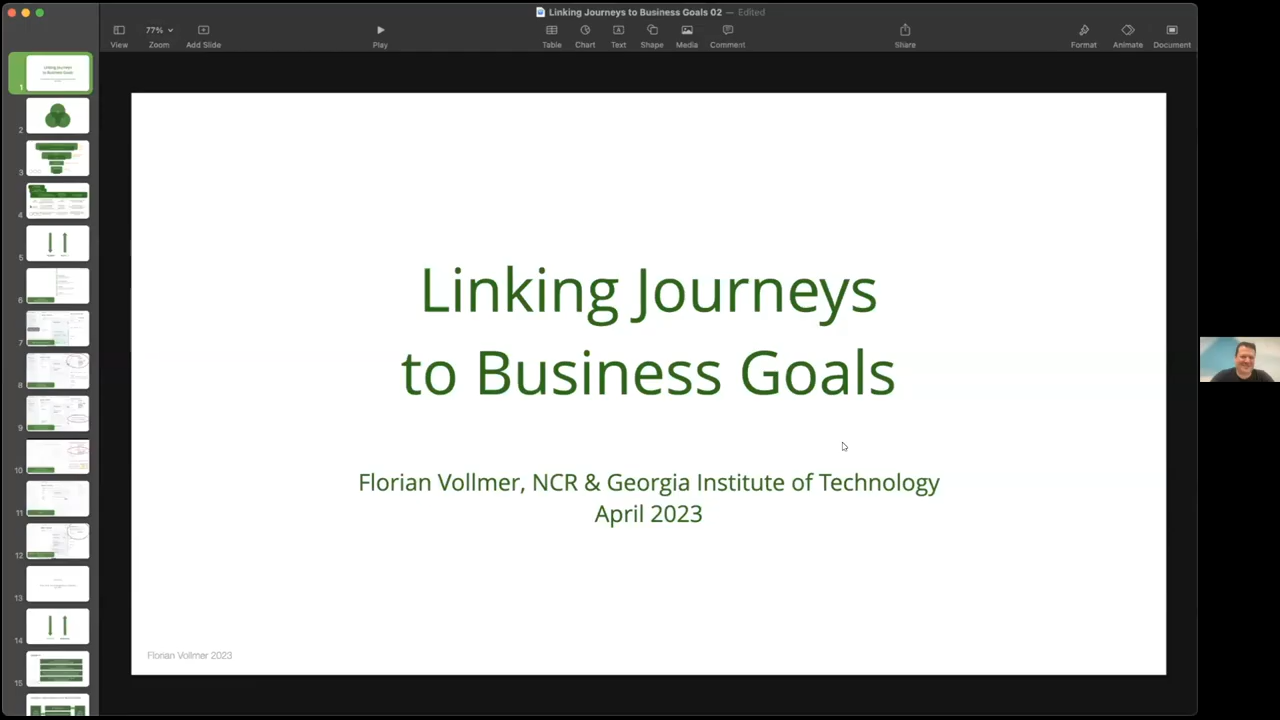 Linking Journeys to Business Goals 02 — Edited
77%
View
Zoom
Add Slide
Play
Table
Chart
Text
Shape
Media
Comment
Share
Format
Animate
Document
1
2
3
4
5
6
7
8
9
10
11
12
13
14
15
Linking Journeys
to Business Goals
Florian Vollmer, NCR & Georgia Institute of Technology
April 2023
Florian Vollmer 2023